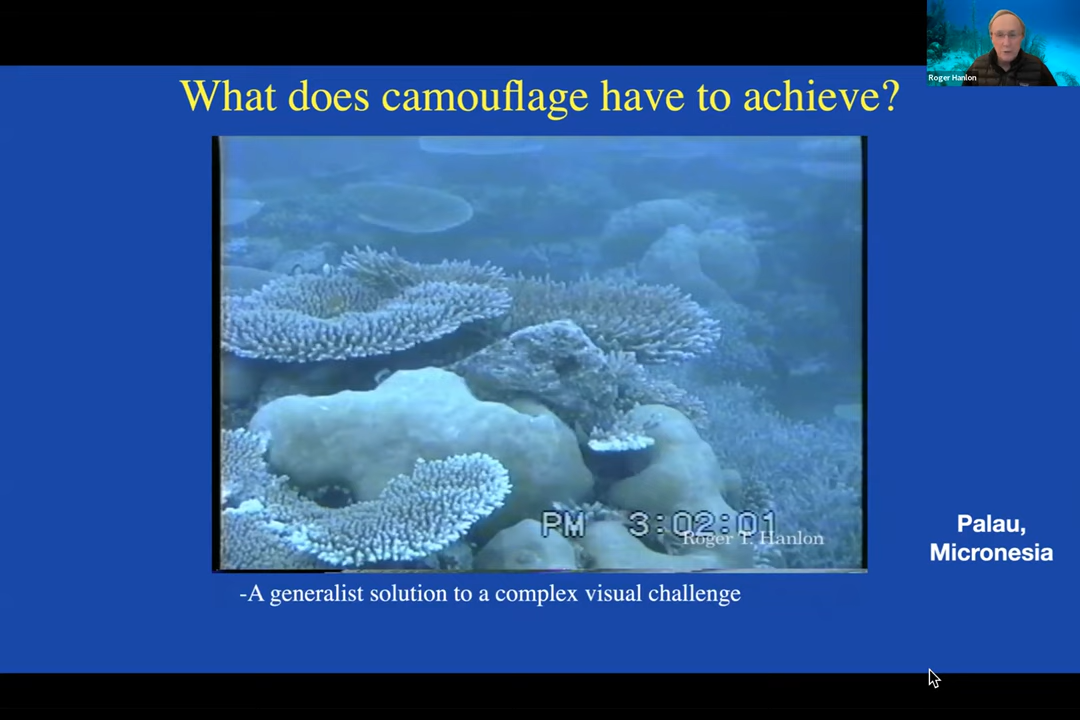 Roger Hanlon
What does camouflage have to achieve?
PM 3:02:01
Roger T. Hanlon
Palau,
Micronesia
-A generalist solution to a complex visual challenge